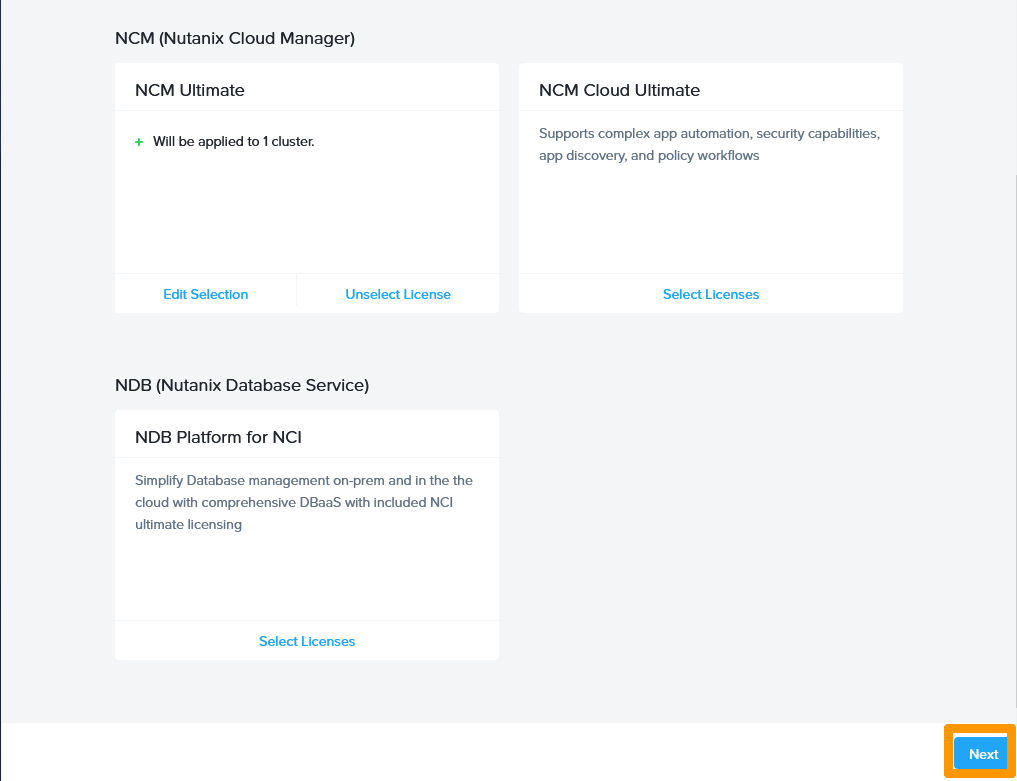 NCM (Nutanix Cloud Manager)
NCM Ultimate
+ Will be applied to 1 cluster.
Edit Selection
Unselect License
NCM Cloud Ultimate
Supports complex app automation, security capabilities,
app discovery, and policy workflows
Select Licenses
NDB (Nutanix Database Service)
NDB Platform for NCI
Simplify Database management on-prem and in the the
cloud with comprehensive DBaaS with included NCI
ultimate licensing
Select Licenses
Next